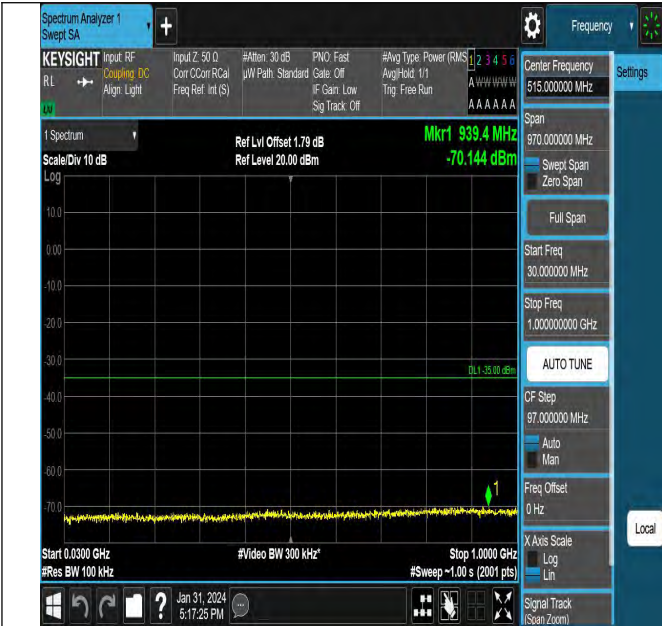 Spectrum Analyzer 1
Swept SA
Frequency
KEYSIGHT
RL
Input: RF
Coupling: DC
Align: Light
Input Z: 50 Ω
Corr CCorr RCal
Freq Ref: Int (S)
#Atten: 30 dB
µW Path: Standard
PNO: Fast
Gate: Off
IF Gain: Low
Sig Track: Off
#Avg Type: Power (RMS
Avg|Hold: 1/1
Trig: Free Run
1 2 3 4 5 6
A W W W W W
A A A A A A
1 Spectrum
Scale/Div 10 dB
Log
Ref Lvl Offset 1.79 dB
Ref Level 20.00 dBm
Mkr1 939.4 MHz
-70.144 dBm
10.0
0.00
-10.0
-20.0
-30.0
-40.0
-50.0
-60.0
-70.0
DL1 -35.00 dBm
1
Start 0.0300 GHz
#Res BW 100 kHz
#Video BW 300 kHz*
Stop 1.0000 GHz
#Sweep ~1.00 s (2001 pts)
Center Frequency
515.000000 MHz
Settings
Span
970.000000 MHz
Swept Span
Zero Span
Full Span
Start Freq
30.000000 MHz
Stop Freq
1.000000000 GHz
AUTO TUNE
CF Step
97.000000 MHz
Auto
Man
Freq Offset
0 Hz
X Axis Scale
Log
Lin
Local
Signal Track
(Span Zoom)
?
Jan 31, 2024
5:17:25 PM